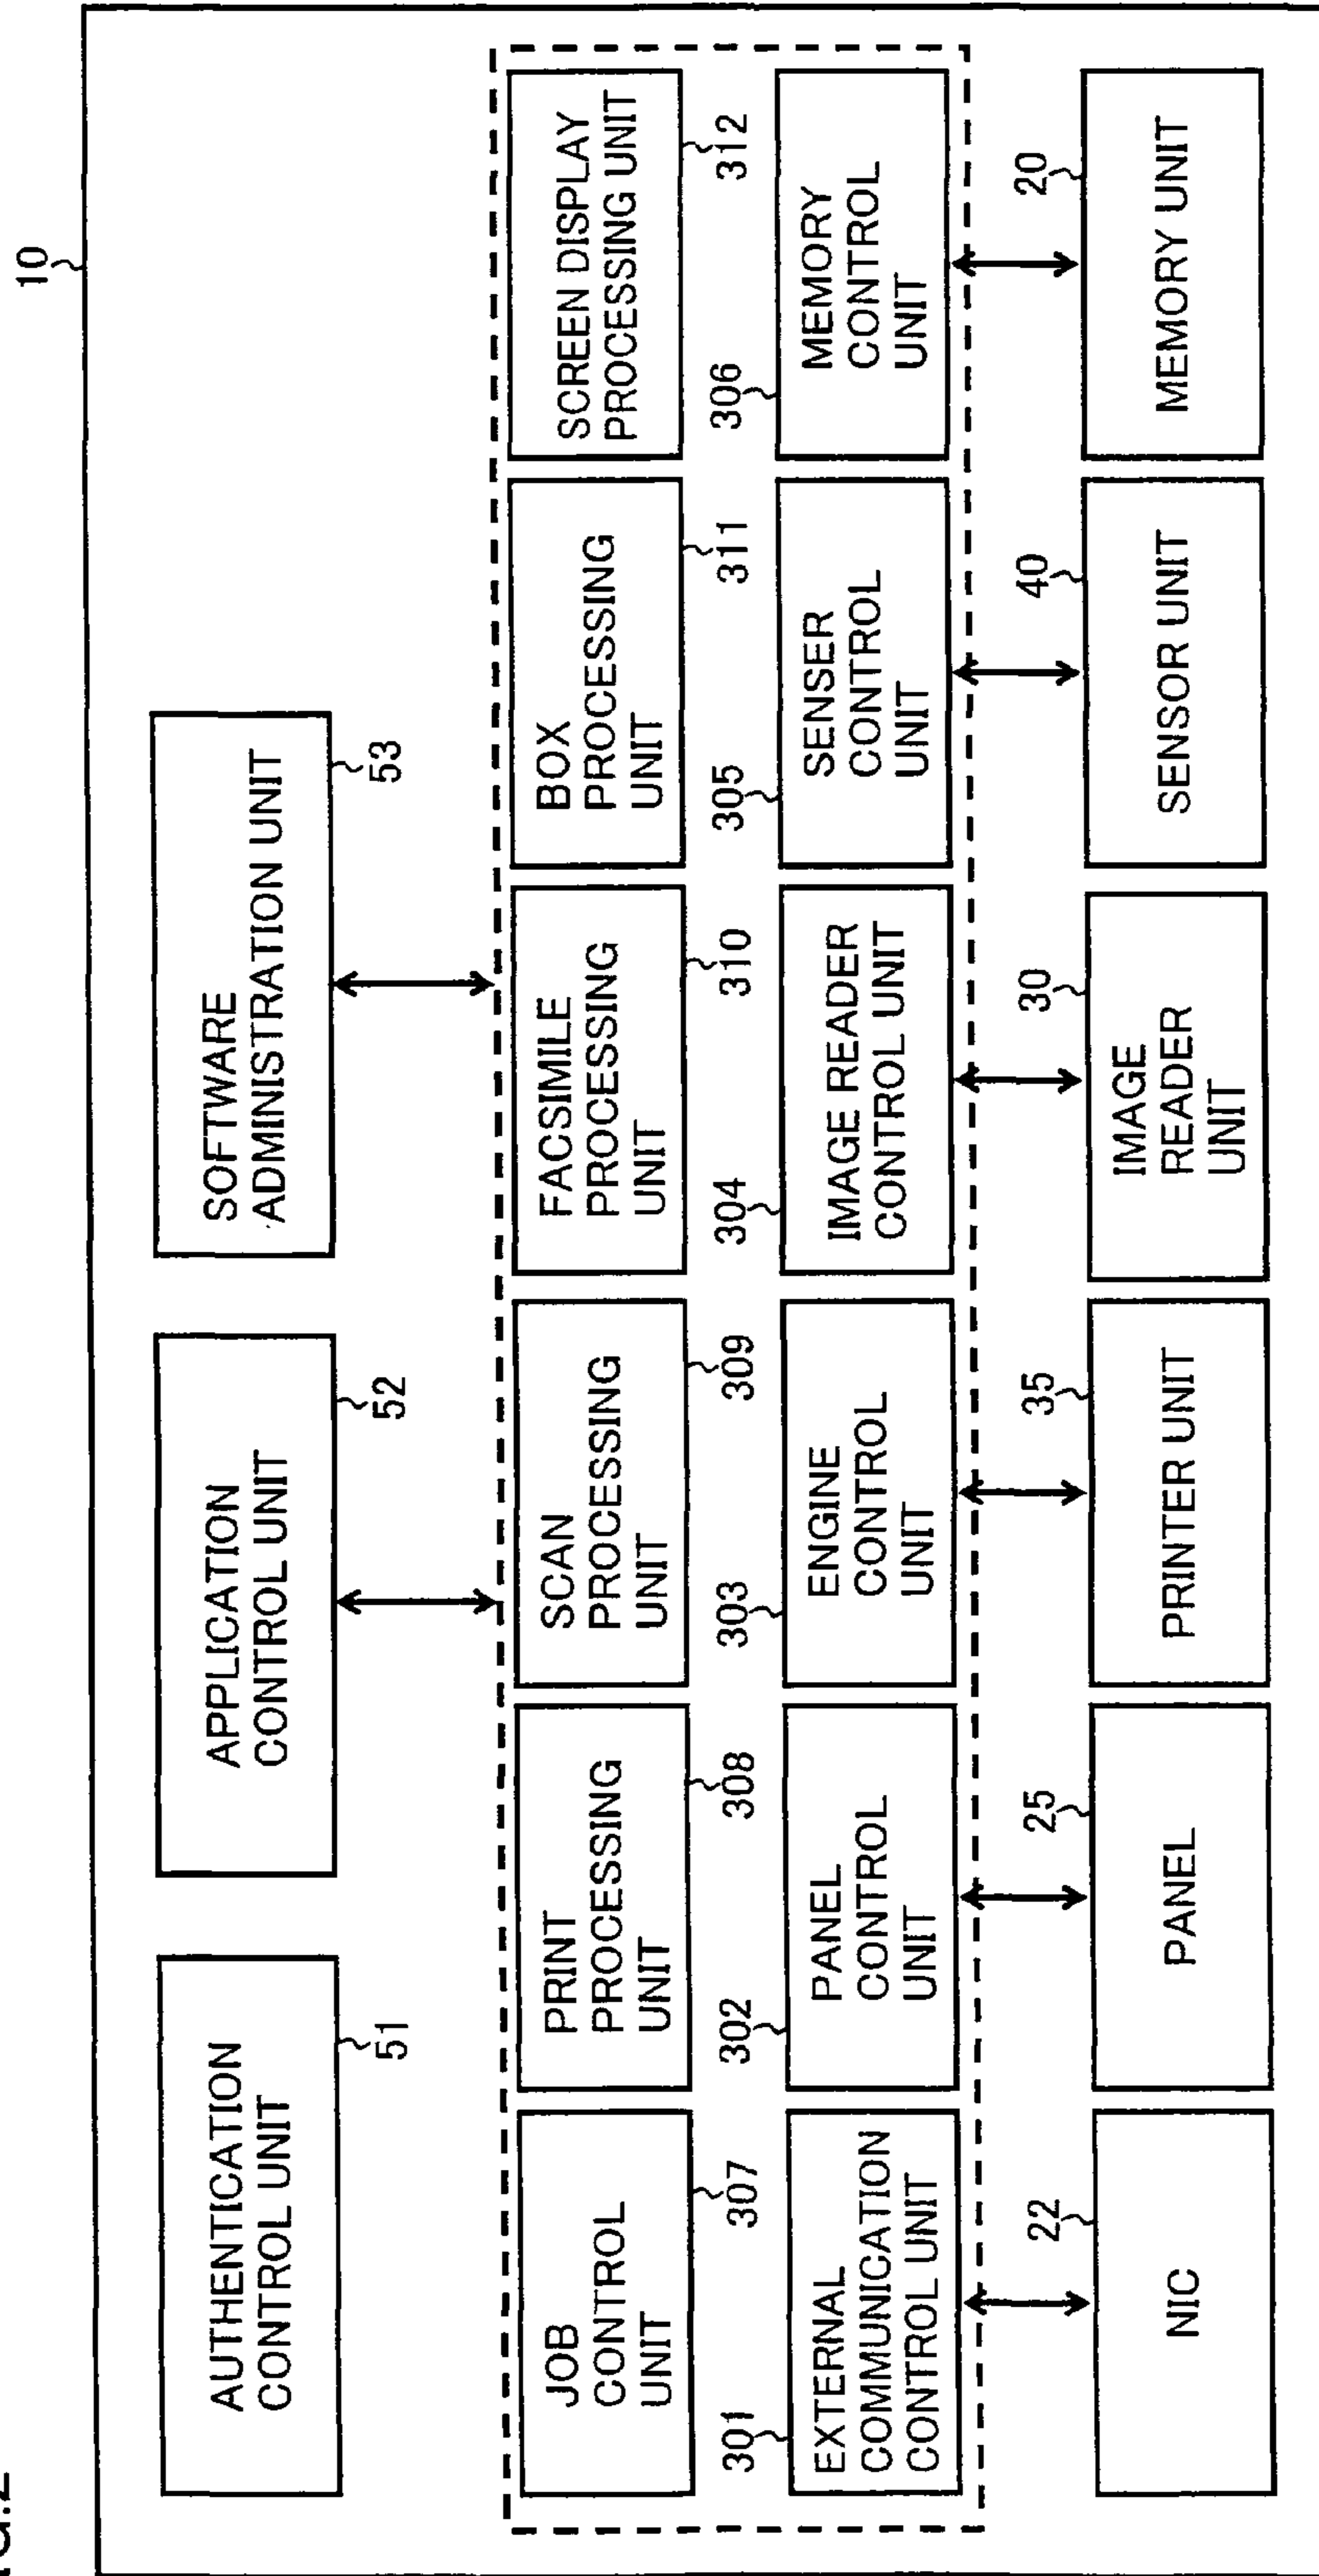 10
AUTHENTICATION
CONTROL UNIT
51
APPLICATION
CONTROL UNIT
52
SOFTWARE
ADMINISTRATION UNIT
53
JOB
CONTROL
UNIT
307
PRINT
PROCESSING
UNIT
308
SCAN
PROCESSING
UNIT
309
FACSIMILE
PROCESSING
UNIT
310
BOX
PROCESSING
UNIT
311
SCREEN DISPLAY
PROCESSING UNIT
312
301
EXTERNAL
COMMUNICATION
CONTROL UNIT
302
PANEL
CONTROL
UNIT
303
ENGINE
CONTROL
UNIT
304
IMAGE READER
CONTROL UNIT
305
SENSER
CONTROL
UNIT
306
MEMORY
CONTROL
UNIT
22
NIC
25
PANEL
35
PRINTER UNIT
30
IMAGE
READER
UNIT
40
SENSOR UNIT
20
MEMORY UNIT